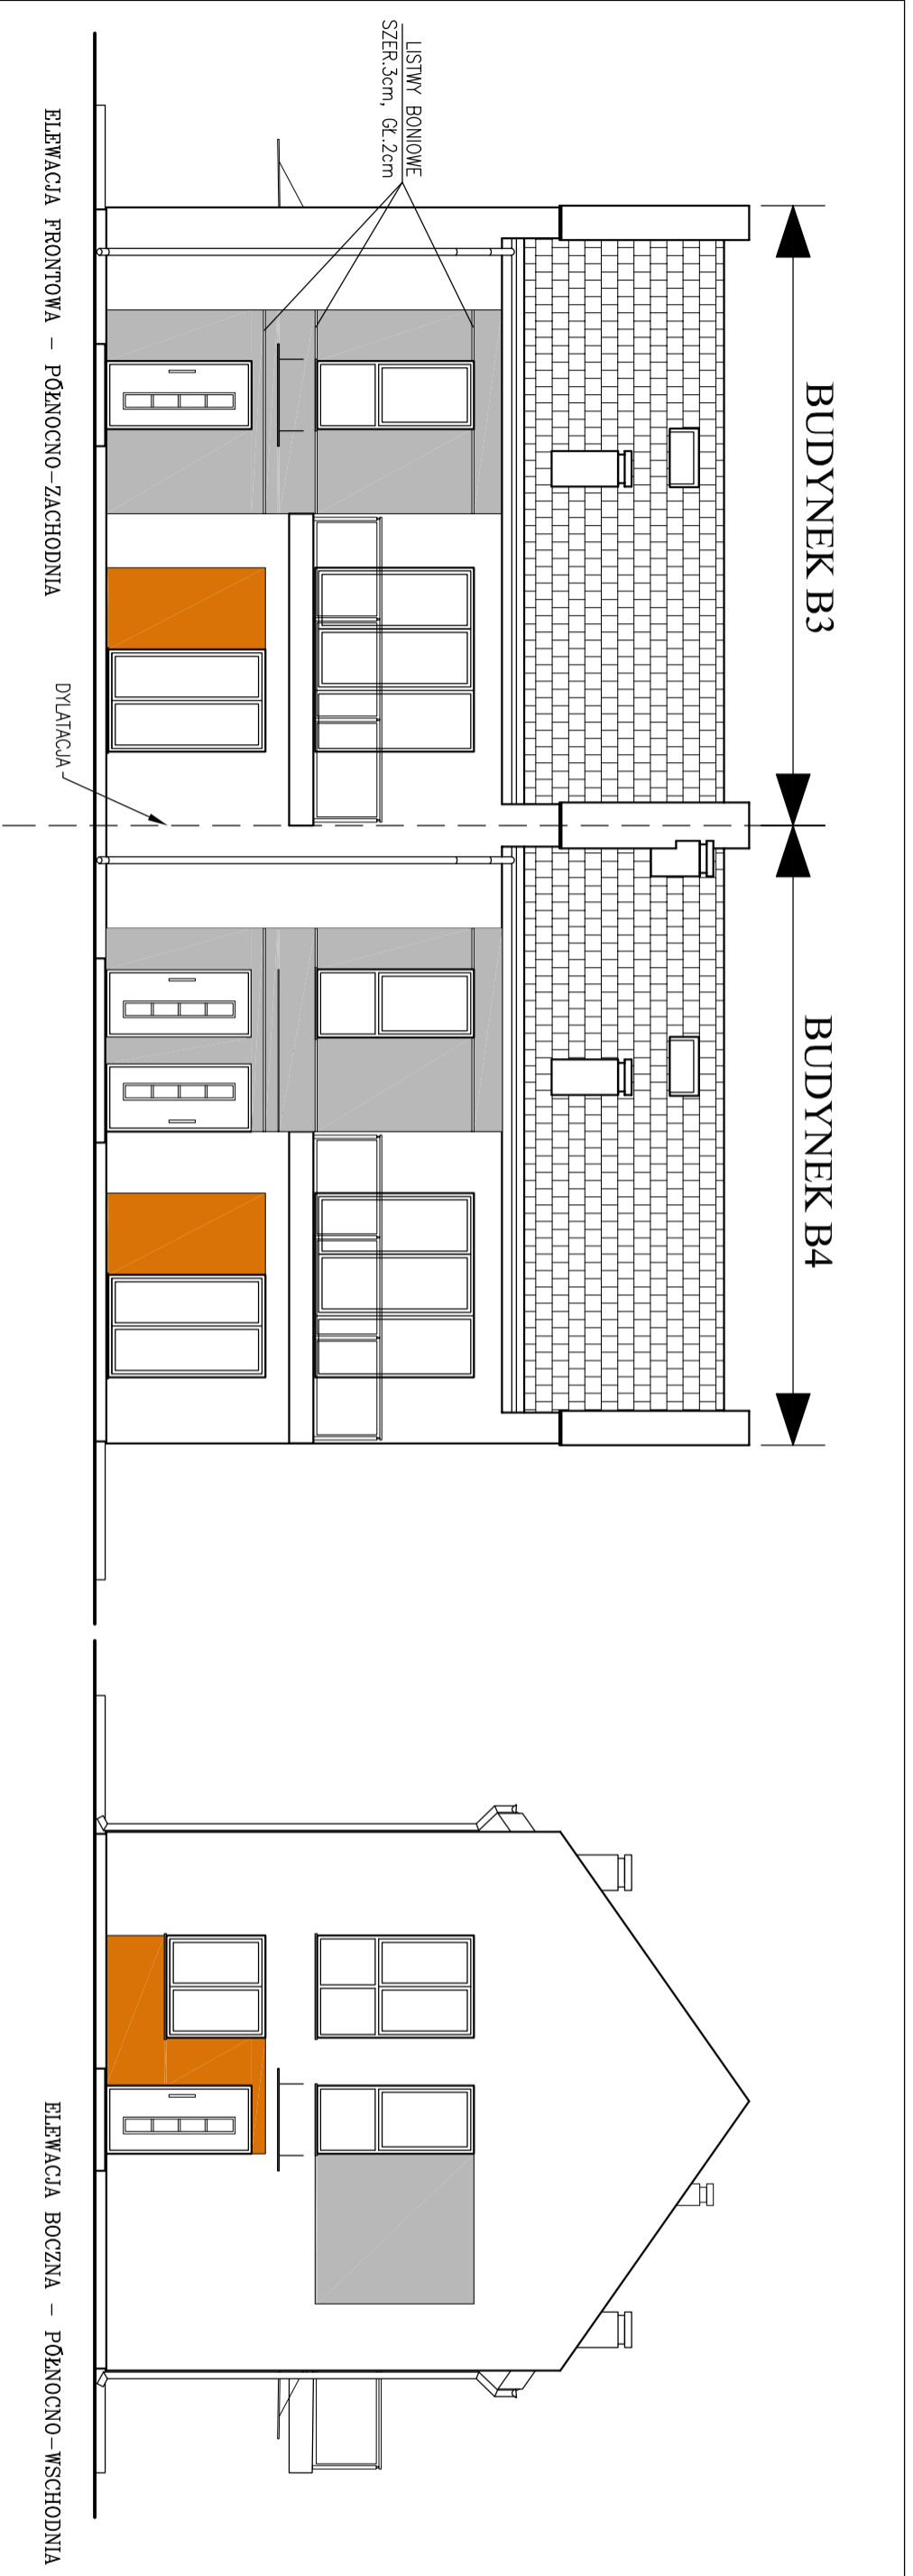 BUDYNEK B3
BUDYNEK B4
LISTWY BONIOWE
SZER.3cm, GŁ.2cm
DYLATACJA
ELEWACJA FRONTOWA – PÓŁNOCNO–ZACHODNIA
ELEWACJA BOCZNA – PÓŁNOCNO–WSCHODNIA